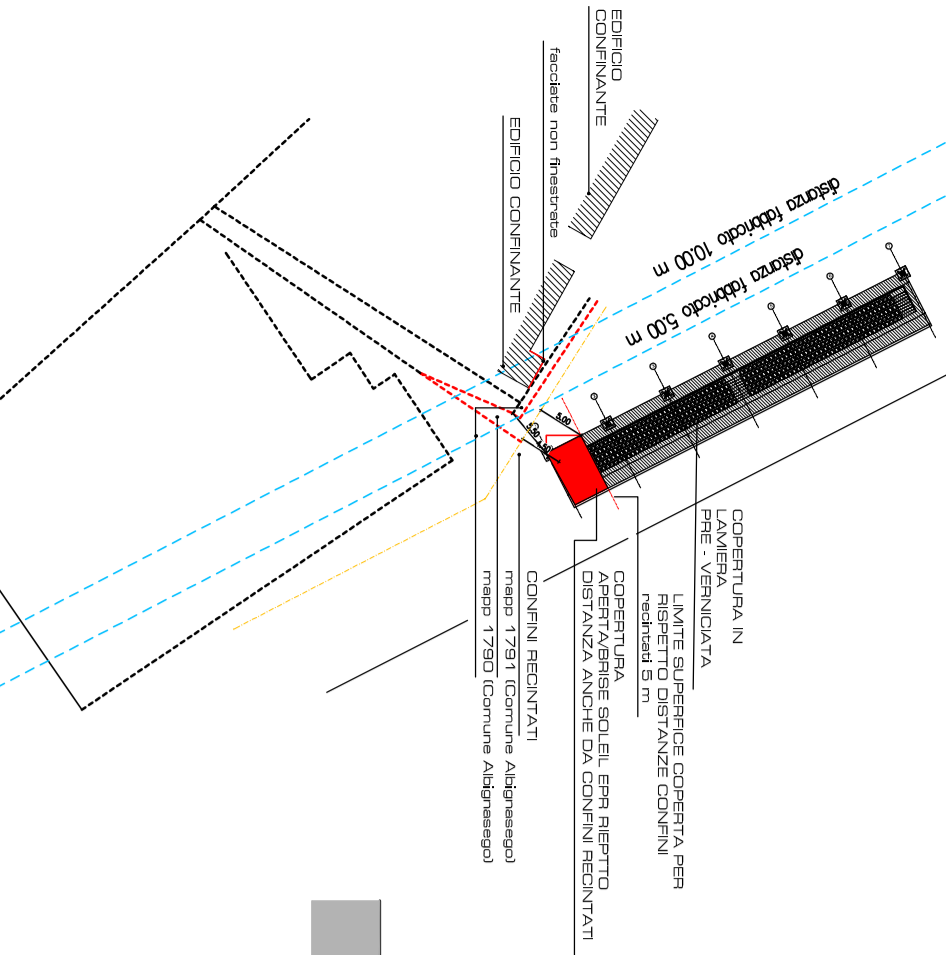 EDIFICIO
CONFINANTE
facciate non finestrate
EDIFICIO CONFINANTE
distanza fabbricato 10.00 m
distanza fabbricato 5.00 m
5.00
5.50
COPERTURA IN
LAMIERA
PRE - VERNICIATA
LIMITE SUPERFICE COPERTA PER
RISPETTO DISTANZE CONFINI
recintati 5 m
COPERTURA
APERTA/BRISE SOLEIL EPR RIEPTTO
DISTANZA ANCHE DA CONFINI RECINTATI
CONFINI RECINTATI
mapp 1791 (Comune Albignasego)
mapp 1790 (Comune Albignasego)